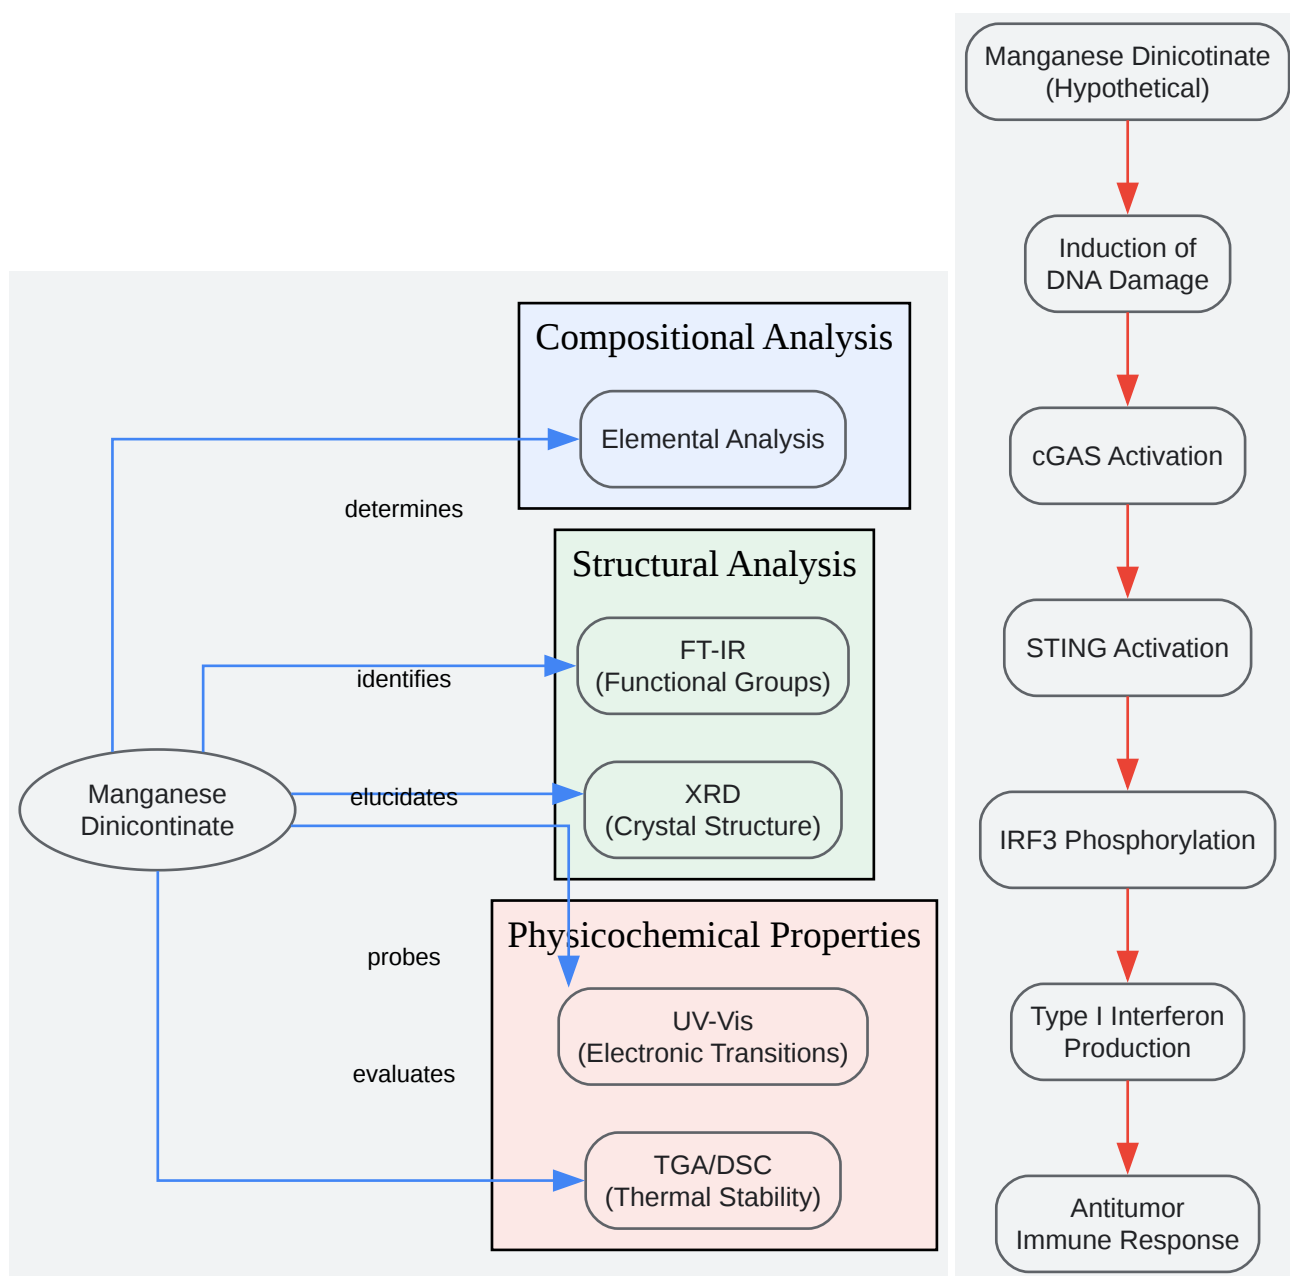 Compositional Analysis
Elemental Analysis
determines
Structural Analysis
FT-IR
(Functional Groups)
identifies
XRD
(Crystal Structure)
elucidates
Manganese
Dinicontinate
Physicochemical Properties
probes
UV-Vis
(Electronic Transitions)
evaluates
TGA/DSC
(Thermal Stability)
Manganese Dinicotinate
(Hypothetical)
Induction of
DNA Damage
cGAS Activation
STING Activation
IRF3 Phosphorylation
Type I Interferon
Production
Antitumor
Immune Response